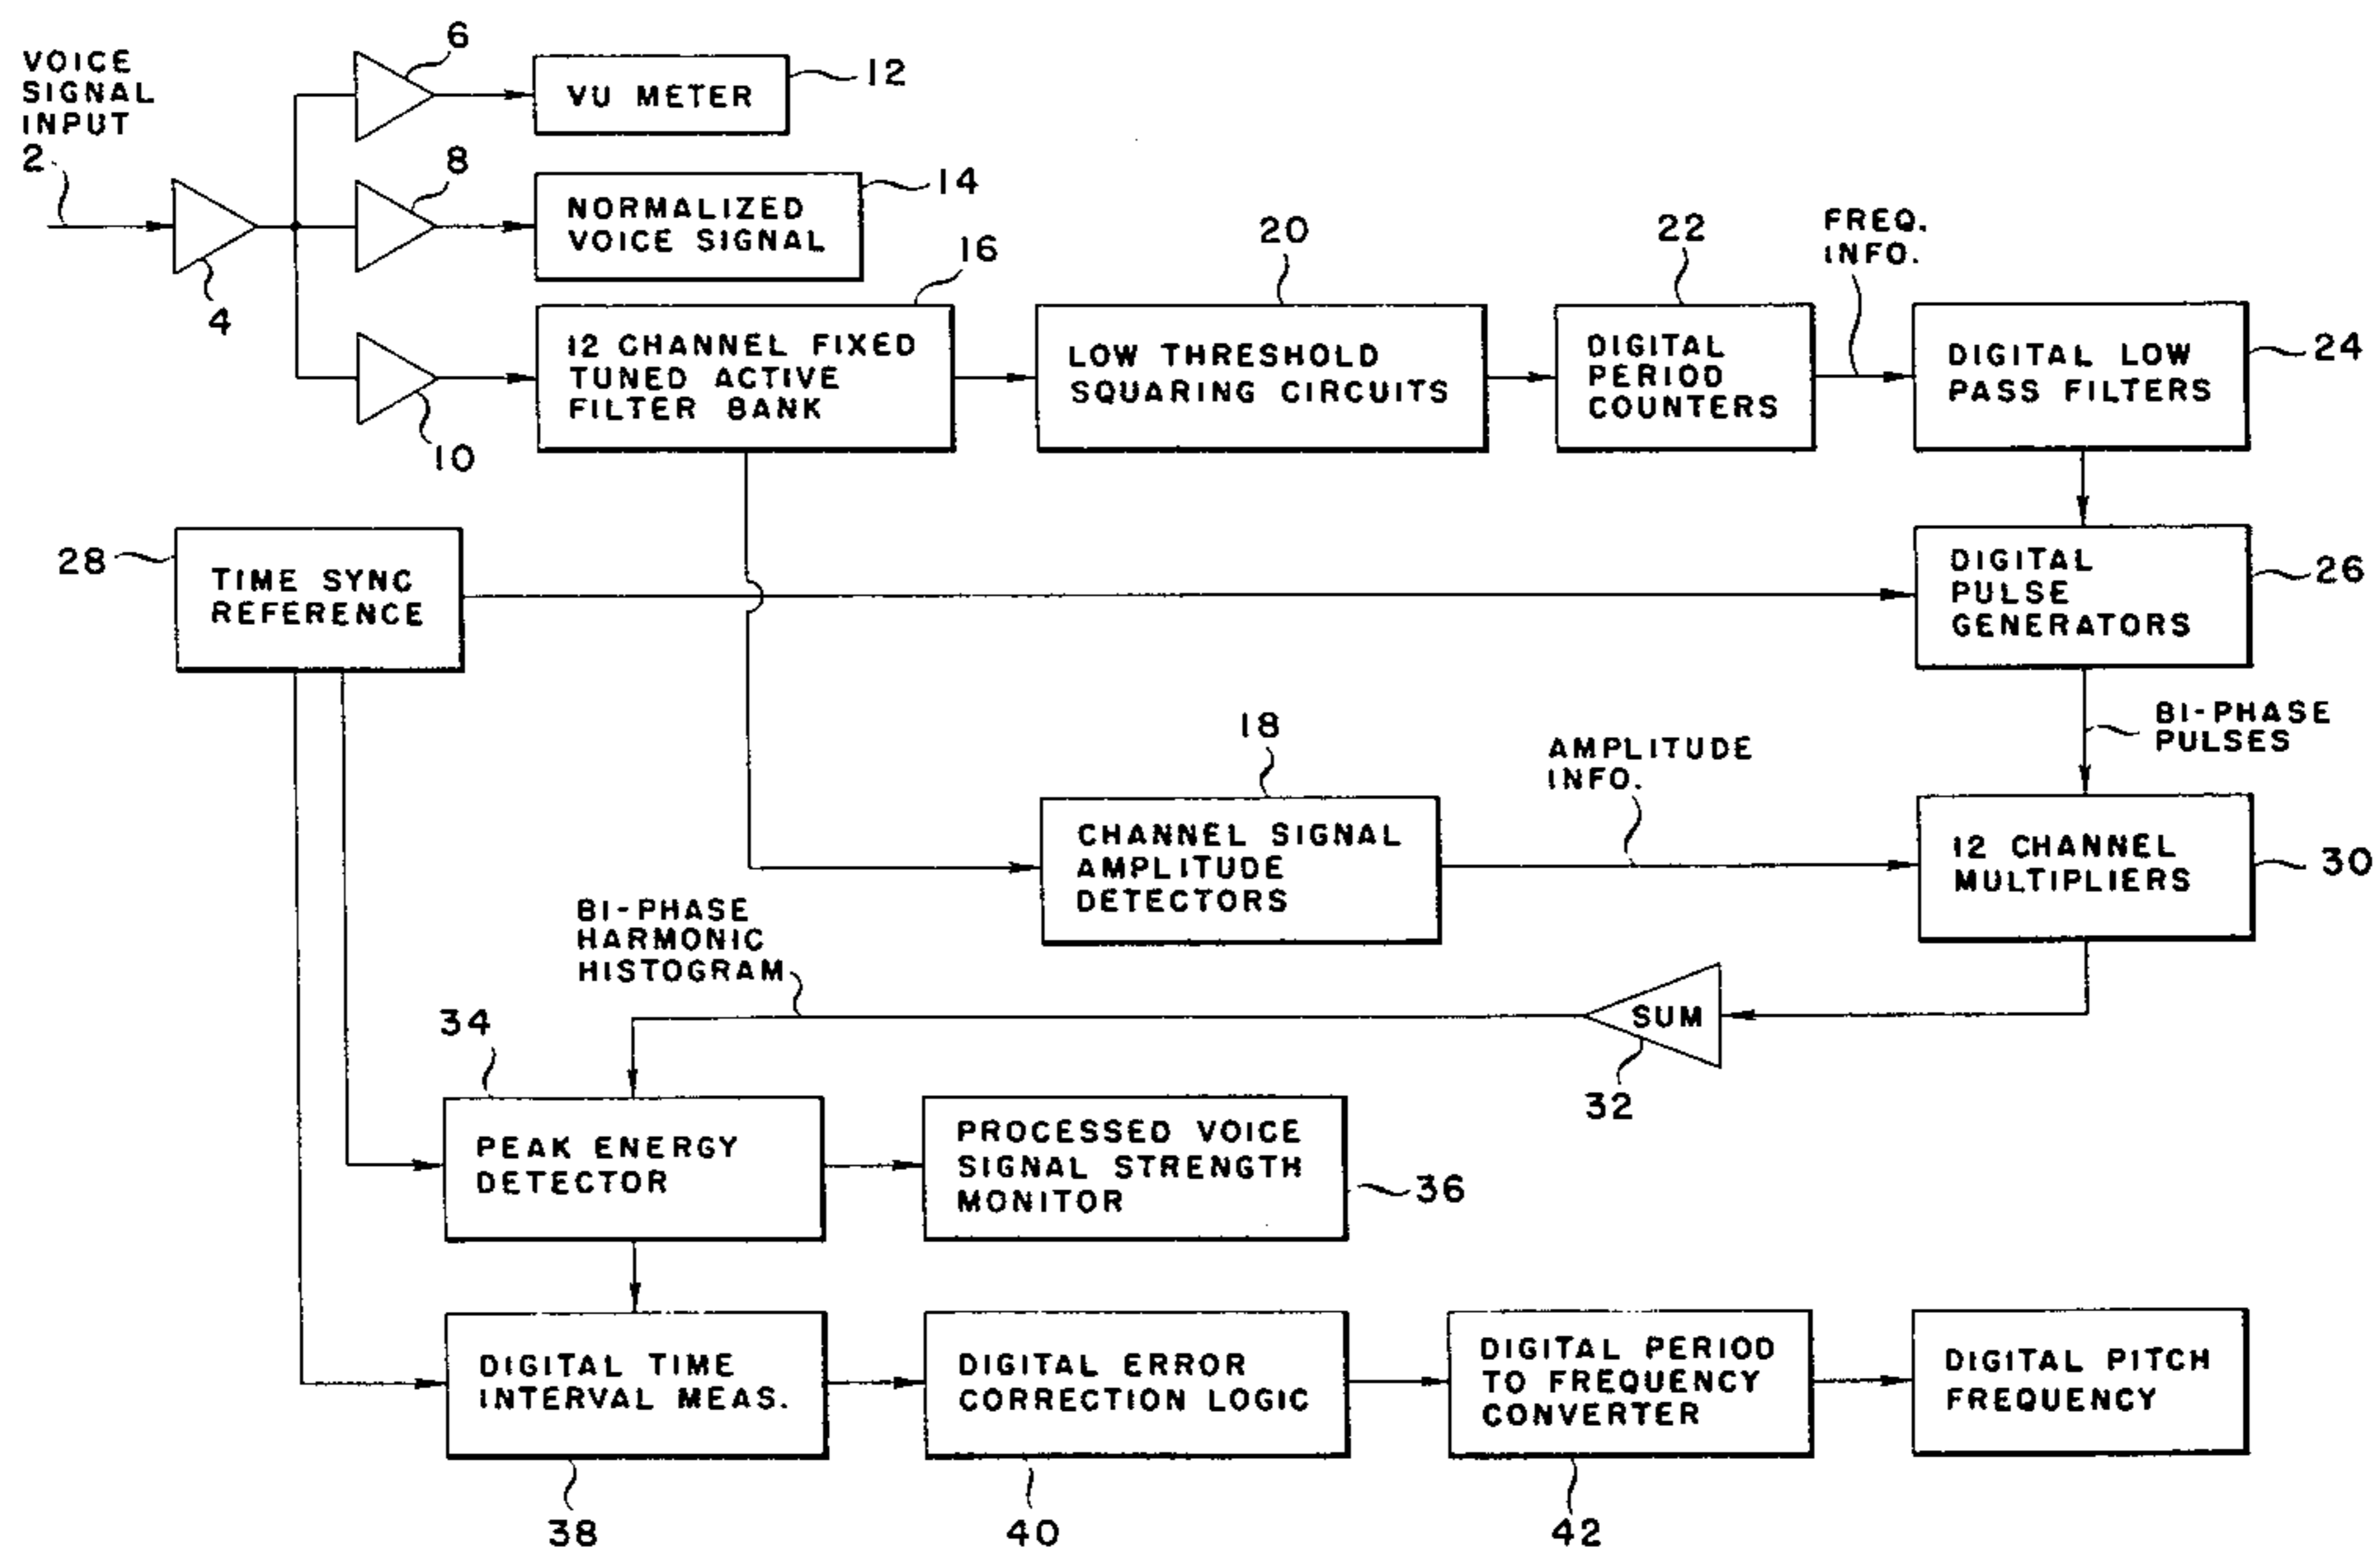 VOICE
SIGNAL
INPUT
2
4
6
VU METER
12
8
NORMALIZED
VOICE SIGNAL
14
10
12 CHANNEL FIXED
TUNED ACTIVE
FILTER BANK
16
LOW THRESHOLD
SQUARING CIRCUITS
20
DIGITAL
PERIOD
COUNTERS
22
FREQ.
INFO.
DIGITAL LOW
PASS FILTERS
24
28
TIME SYNC
REFERENCE
DIGITAL
PULSE
GENERATORS
26
BI-PHASE
PULSES
18
CHANNEL SIGNAL
AMPLITUDE
DETECTORS
AMPLITUDE
INFO.
12 CHANNEL
MULTIPLIERS
30
BI-PHASE
HARMONIC
HISTOGRAM
SUM
32
34
PEAK ENERGY
DETECTOR
PROCESSED VOICE
SIGNAL STRENGTH
MONITOR
36
DIGITAL TIME
INTERVAL MEAS.
38
DIGITAL ERROR
CORRECTION LOGIC
40
DIGITAL PERIOD
TO FREQUENCY
CONVERTER
42
DIGITAL PITCH
FREQUENCY